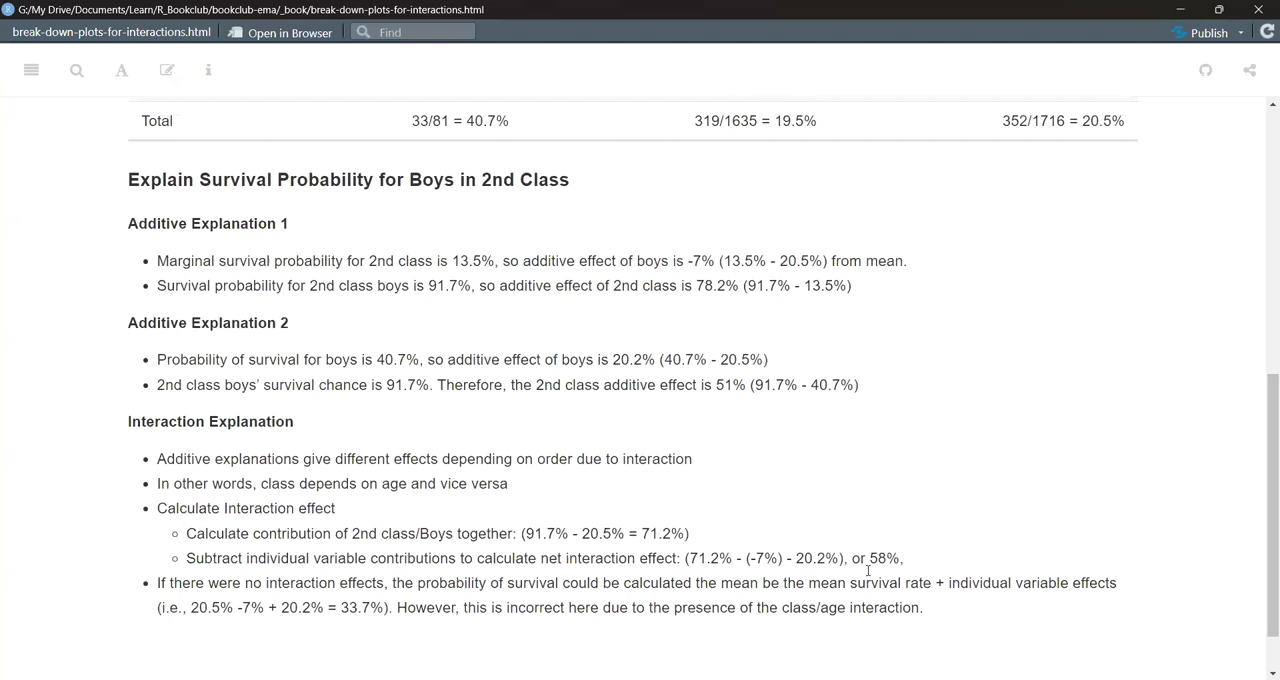 G:/My Drive/Documents/Learn/R_Bookclub/bookclub-ema/_book/break-down-plots-for-interactions.html
break-down-plots-for-interactions.html Open in Browser Find Publish
Total 33/81 = 40.7% 319/1635 = 19.5% 352/1716 = 20.5%
Explain Survival Probability for Boys in 2nd Class
Additive Explanation 1
• Marginal survival probability for 2nd class is 13.5%, so additive effect of boys is -7% (13.5% - 20.5%) from mean.
• Survival probability for 2nd class boys is 91.7%, so additive effect of 2nd class is 78.2% (91.7% - 13.5%)
Additive Explanation 2
• Probability of survival for boys is 40.7%, so additive effect of boys is 20.2% (40.7% - 20.5%)
• 2nd class boys' survival chance is 91.7%. Therefore, the 2nd class additive effect is 51% (91.7% - 40.7%)
Interaction Explanation
• Additive explanations give different effects depending on order due to interaction
• In other words, class depends on age and vice versa
• Calculate Interaction effect
◦ Calculate contribution of 2nd class/Boys together: (91.7% - 20.5% = 71.2%)
◦ Subtract individual variable contributions to calculate net interaction effect: (71.2% - (-7%) - 20.2%), or 58%,
• If there were no interaction effects, the probability of survival could be calculated the mean be the mean survival rate + individual variable effects
(i.e., 20.5% -7% + 20.2% = 33.7%). However, this is incorrect here due to the presence of the class/age interaction.